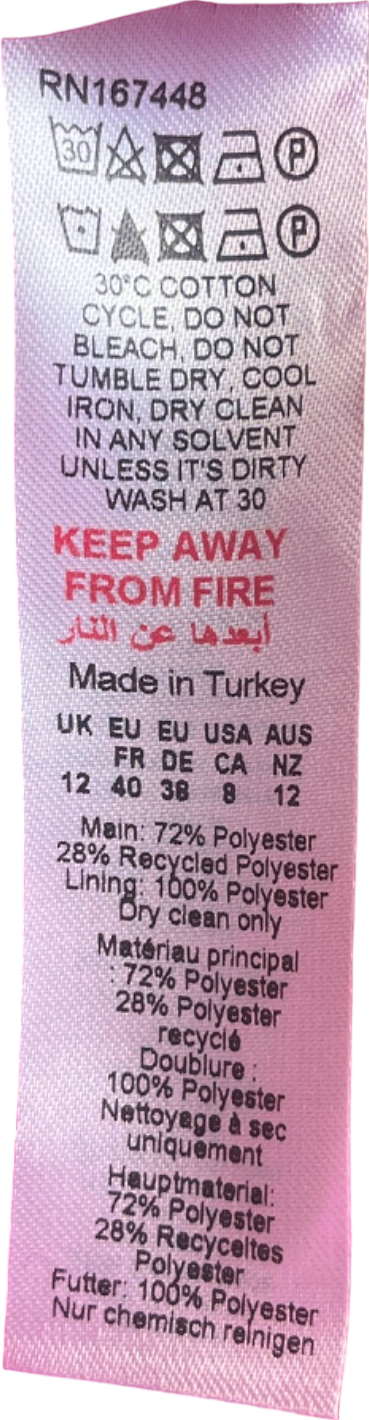 RN167448
30
P
P
30°C COTTON
CYCLE, DO NOT
BLEACH, DO NOT
TUMBLE DRY, COOL
IRON, DRY CLEAN
IN ANY SOLVENT
UNLESS IT'S DIRTY
WASH AT 30
KEEP AWAY
FROM FIRE
أبعدها عن النار
Made in Turkey
UK EU EU USA AUS
FR DE CA NZ
12 40 38 8 12
Main: 72% Polyester
28% Recycled Polyester
Lining: 100% Polyester
Dry clean only
Matériau principal
: 72% Polyester
28% Polyester
recyclé
Doublure :
100% Polyester
Nettoyage à sec
uniquement
Hauptmaterial:
72% Polyester
28% Recyceltes
Polyester
Futter: 100% Polyester
Nur chemisch reinigen